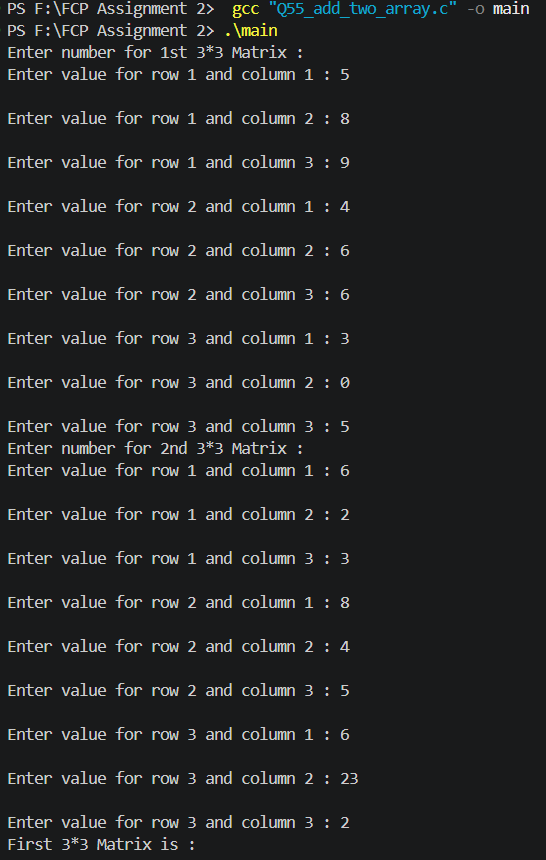 PS F:\FCP Assignment 2>  gcc "Q55_add_two_array.c" -o main
PS F:\FCP Assignment 2> .\main
Enter number for 1st 3*3 Matrix :
Enter value for row 1 and column 1 : 5
Enter value for row 1 and column 2 : 8
Enter value for row 1 and column 3 : 9
Enter value for row 2 and column 1 : 4
Enter value for row 2 and column 2 : 6
Enter value for row 2 and column 3 : 6
Enter value for row 3 and column 1 : 3
Enter value for row 3 and column 2 : 0
Enter value for row 3 and column 3 : 5
Enter number for 2nd 3*3 Matrix :
Enter value for row 1 and column 1 : 6
Enter value for row 1 and column 2 : 2
Enter value for row 1 and column 3 : 3
Enter value for row 2 and column 1 : 8
Enter value for row 2 and column 2 : 4
Enter value for row 2 and column 3 : 5
Enter value for row 3 and column 1 : 6
Enter value for row 3 and column 2 : 23
Enter value for row 3 and column 3 : 2
First 3*3 Matrix is :